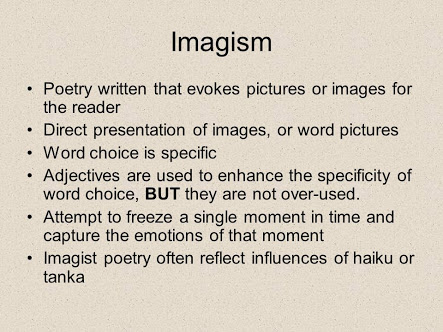 Imagism
• Poetry written that evokes pictures or images for
the reader
• Direct presentation of images, or word pictures
• Word choice is specific
• Adjectives are used to enhance the specificity of
word choice, BUT they are not over-used.
• Attempt to freeze a single moment in time and
capture the emotions of that moment
• Imagist poetry often reflect influences of haiku or
tanka